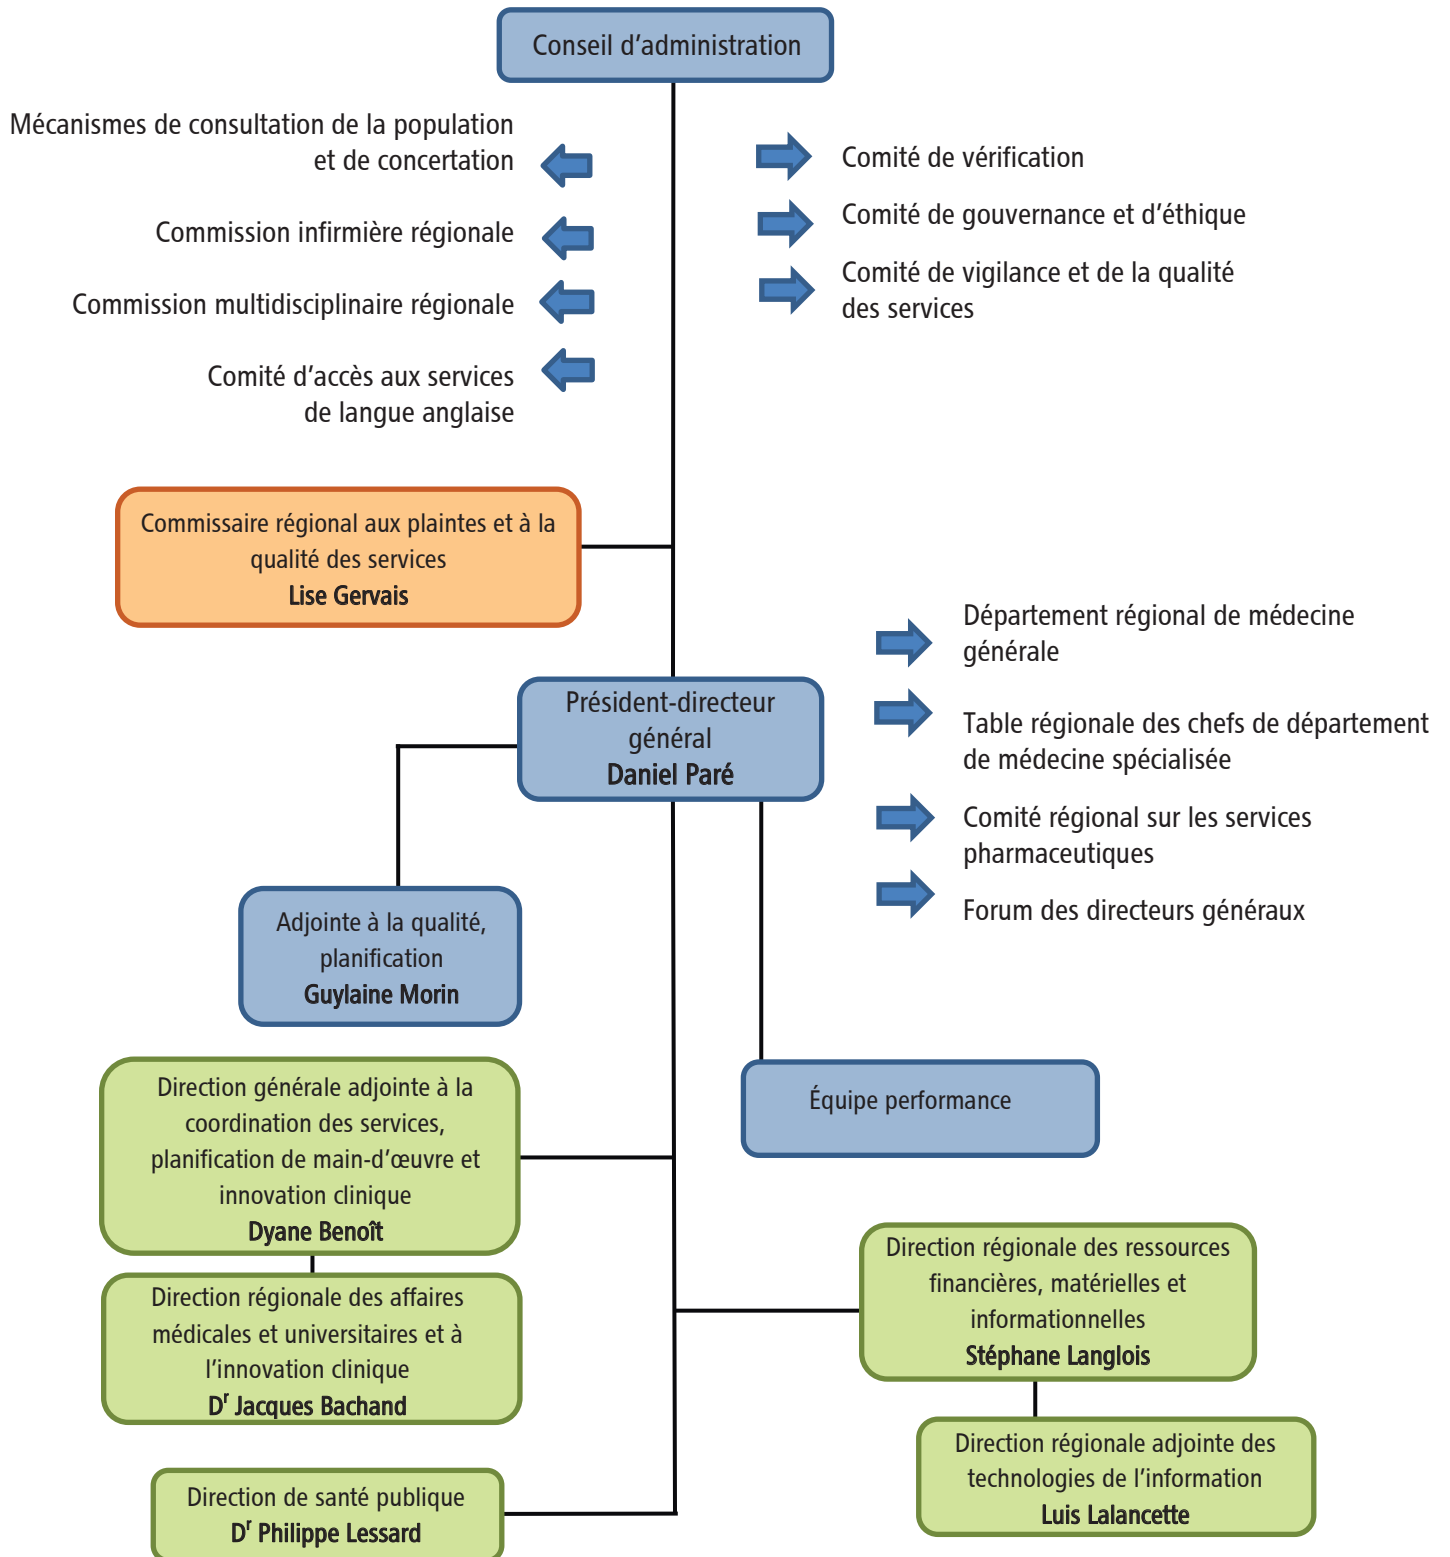 Conseil d'administration
Mécanismes de consultation de la population
et de concertation
Commission infirmière régionale
Commission multidisciplinaire régionale
Comité d'accès aux services
de langue anglaise
Comité de vérification
Comité de gouvernance et d'éthique
Comité de vigilance et de la qualité
des services
Commissaire régional aux plaintes et à la
qualité des services
Lise Gervais
Président-directeur
général
Daniel Paré
Département régional de médecine
générale
Table régionale des chefs de département
de médecine spécialisée
Comité régional sur les services
pharmaceutiques
Forum des directeurs généraux
Adjointe à la qualité,
planification
Guylaine Morin
Équipe performance
Direction générale adjointe à la
coordination des services,
planification de main-d'œuvre et
innovation clinique
Dyane Benoît
Direction régionale des affaires
médicales et universitaires et à
l'innovation clinique
Dr Jacques Bachand
Direction régionale des ressources
financières, matérielles et
informationnelles
Stéphane Langlois
Direction régionale adjointe des
technologies de l'information
Luis Lalancette
Direction de santé publique
Dr Philippe Lessard